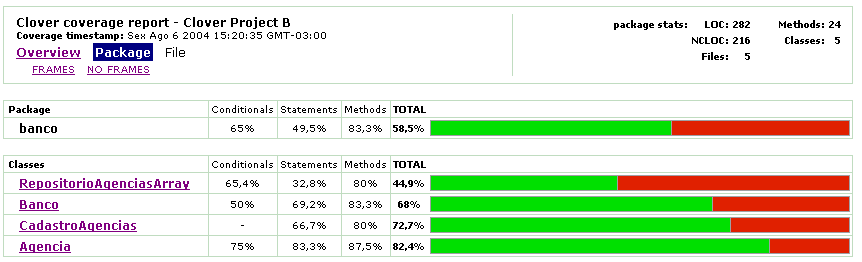 Clover coverage report - Clover Project B
Coverage timestamp: Sex Ago 6 2004 15:20:35 GMT-03:00
Overview Package File
FRAMES NO FRAMES
package stats: LOC: 282 Methods: 24
NCLOC: 216 Classes: 5
Files: 5
Package Conditionals Statements Methods TOTAL
banco 65% 49,5% 83,3% 58,5%
Classes Conditionals Statements Methods TOTAL
RepositorioAgenciasArray 65,4% 32,8% 80% 44,9%
Banco 50% 69,2% 83,3% 68%
CadastroAgencias - 66,7% 80% 72,7%
Agencia 75% 83,3% 87,5% 82,4%